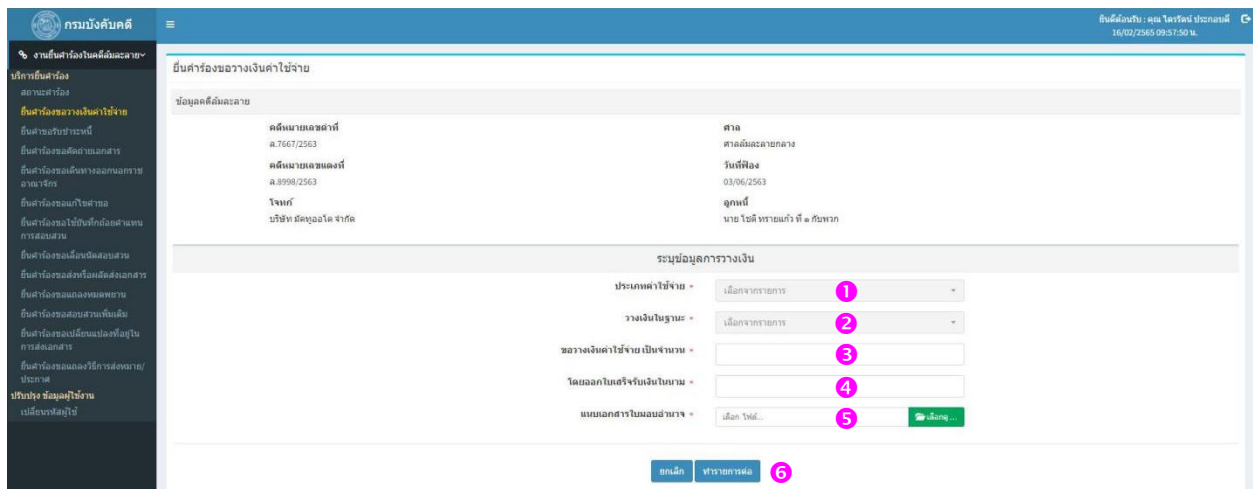 กรมบังคับคดี
ยินดีต้อนรับ : คุณ ไตรรัตน์ ประกอบดี
16/02/2565 09:57:50 น.
งานยื่นคำร้องในคดีล้มละลาย
บริการยื่นคำร้อง
สถานะคำร้อง
ยื่นคำร้องขอวางเงินค่าใช้จ่าย
ยื่นคำขอรับชำระหนี้
ยื่นคำร้องขอคัดถ่ายเอกสาร
ยื่นคำร้องขอเดินทางออกนอกราช
อาณาจักร
ยื่นคำร้องขอแก้ไขคำขอ
ยื่นคำร้องขอใช้บันทึกถ้อยคำแทน
การสอบสวน
ยื่นคำร้องขอเลื่อนนัดสอบสวน
ยื่นคำร้องขอส่งหรือผลัดส่งเอกสาร
ยื่นคำร้องขอแถลงหมดพยาน
ยื่นคำร้องขอสอบสวนเพิ่มเติม
ยื่นคำร้องขอเปลี่ยนแปลงที่อยู่ใน
การส่งเอกสาร
ยื่นคำร้องขอแถลงวิธีการส่งหมาย/
ประกาศ
ปรับปรุง ข้อมูลผู้ใช้งาน
เปลี่ยนรหัสผู้ใช้
ยื่นคำร้องขอวางเงินค่าใช้จ่าย
ข้อมูลคดีล้มละลาย
คดีหมายเลขดำที่
ล.7667/2563
ศาล
ศาลล้มละลายกลาง
คดีหมายเลขแดงที่
ล.8998/2563
วันที่ฟ้อง
03/06/2563
โจทก์
บริษัท มัดทูออโต จำกัด
ลูกหนี้
นาย โชติ ทรายแก้ว ที่ ๑ กับพวก
ระบุข้อมูลการวางเงิน
ประเภทค่าใช้จ่าย * เลือกจากรายการ 1
วางเงินในฐานะ * เลือกจากรายการ 2
ขอวางเงินค่าใช้จ่าย เป็นจำนวน * 3
โดยออกใบเสร็จรับเงินในนาม * 4
แนบเอกสารใบมอบอำนาจ * เลือก ไฟล์... 5 เลือกดู ...
ยกเลิก ทำรายการต่อ 6